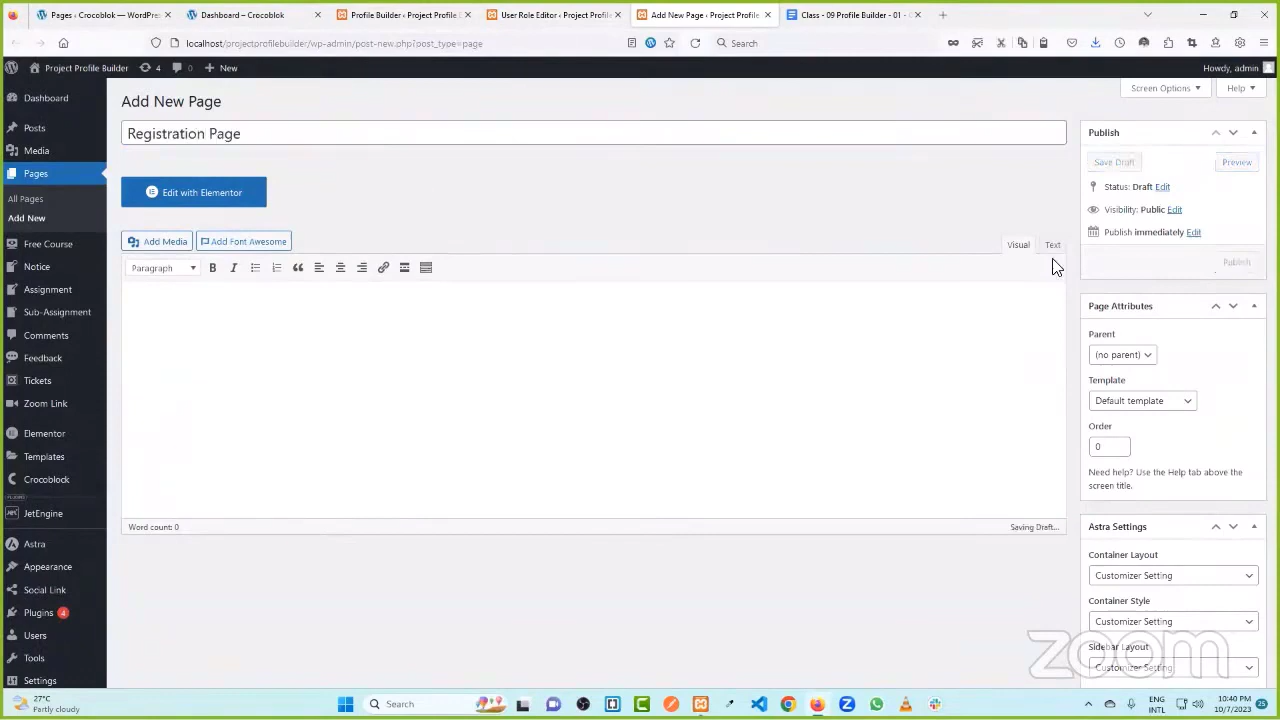 Pages ‹ Crocoblok — WordPres
Dashboard – Crocoblok
Profile Builder ‹ Project Profile
User Role Editor ‹ Project Profile
Add New Page ‹ Project Profile
Class - 09 Profile Builder - 01 -
localhost/projectprofilebuilder/wp-admin/post-new.php?post_type=page
Search
Project Profile Builder
4
0
New
Howdy, admin
Dashboard
Posts
Media
Pages
All Pages
Add New
Free Course
Notice
Assignment
Sub-Assignment
Comments
Feedback
Tickets
Zoom Link
Elementor
Templates
Crocoblock
JetEngine
Astra
Appearance
Social Link
Plugins 4
Users
Tools
Settings
Screen Options
Help
Add New Page
Registration Page
Edit with Elementor
Add Media
Add Font Awesome
Visual
Text
Paragraph
B
I
Word count: 0
Saving Draft...
Publish
Save Draft
Preview
Status: Draft Edit
Visibility: Public Edit
Publish immediately Edit
Publish
Page Attributes
Parent
(no parent)
Template
Default template
Order
0
Need help? Use the Help tab above the
screen title.
Astra Settings
Container Layout
Customizer Setting
Container Style
Customizer Setting
Sidebar Layout
Customizer Setting
zoom
27°C
Partly cloudy
Search
ENG
INTL
10:40 PM
10/7/2023
25